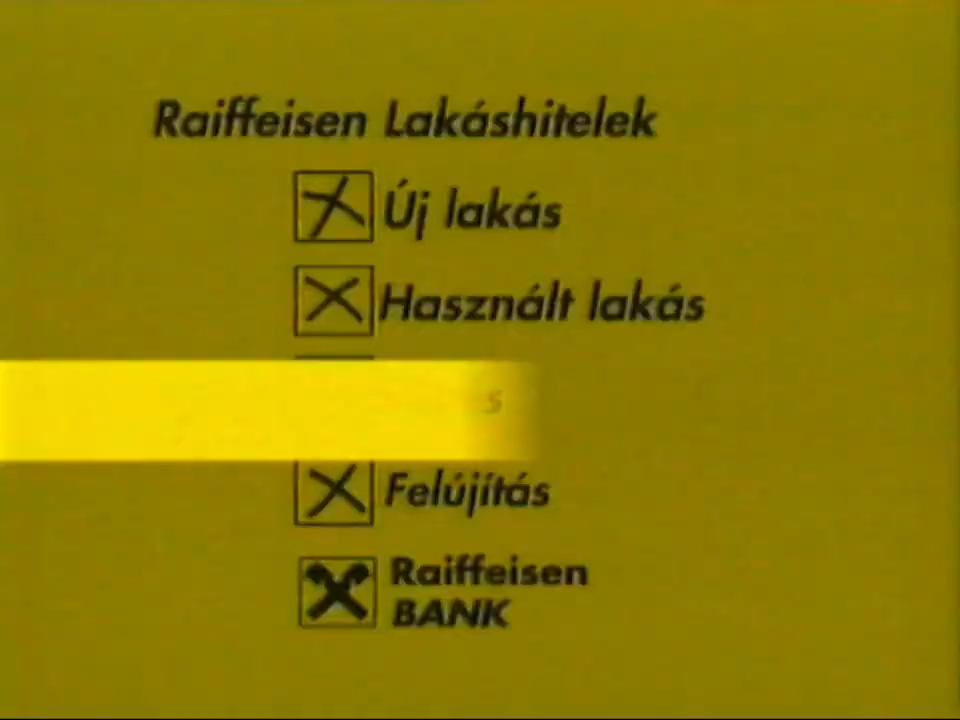 Raiffeisen Lakáshitelek
Új lakás
Használt lakás
s
Felújítás
Raiffeisen
BANK